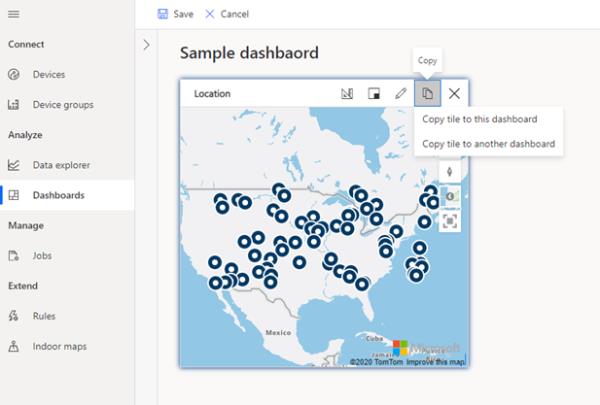 Save
Cancel
Connect
Devices
Device groups
Analyze
Data explorer
Dashboards
Manage
Jobs
Extend
Rules
Indoor maps
Sample dashbaord
Copy
Location
Copy tile to this dashboard
Copy tile to another dashboard
Mexico
Cuba
Microsoft
©2020 TomTom Improve this map